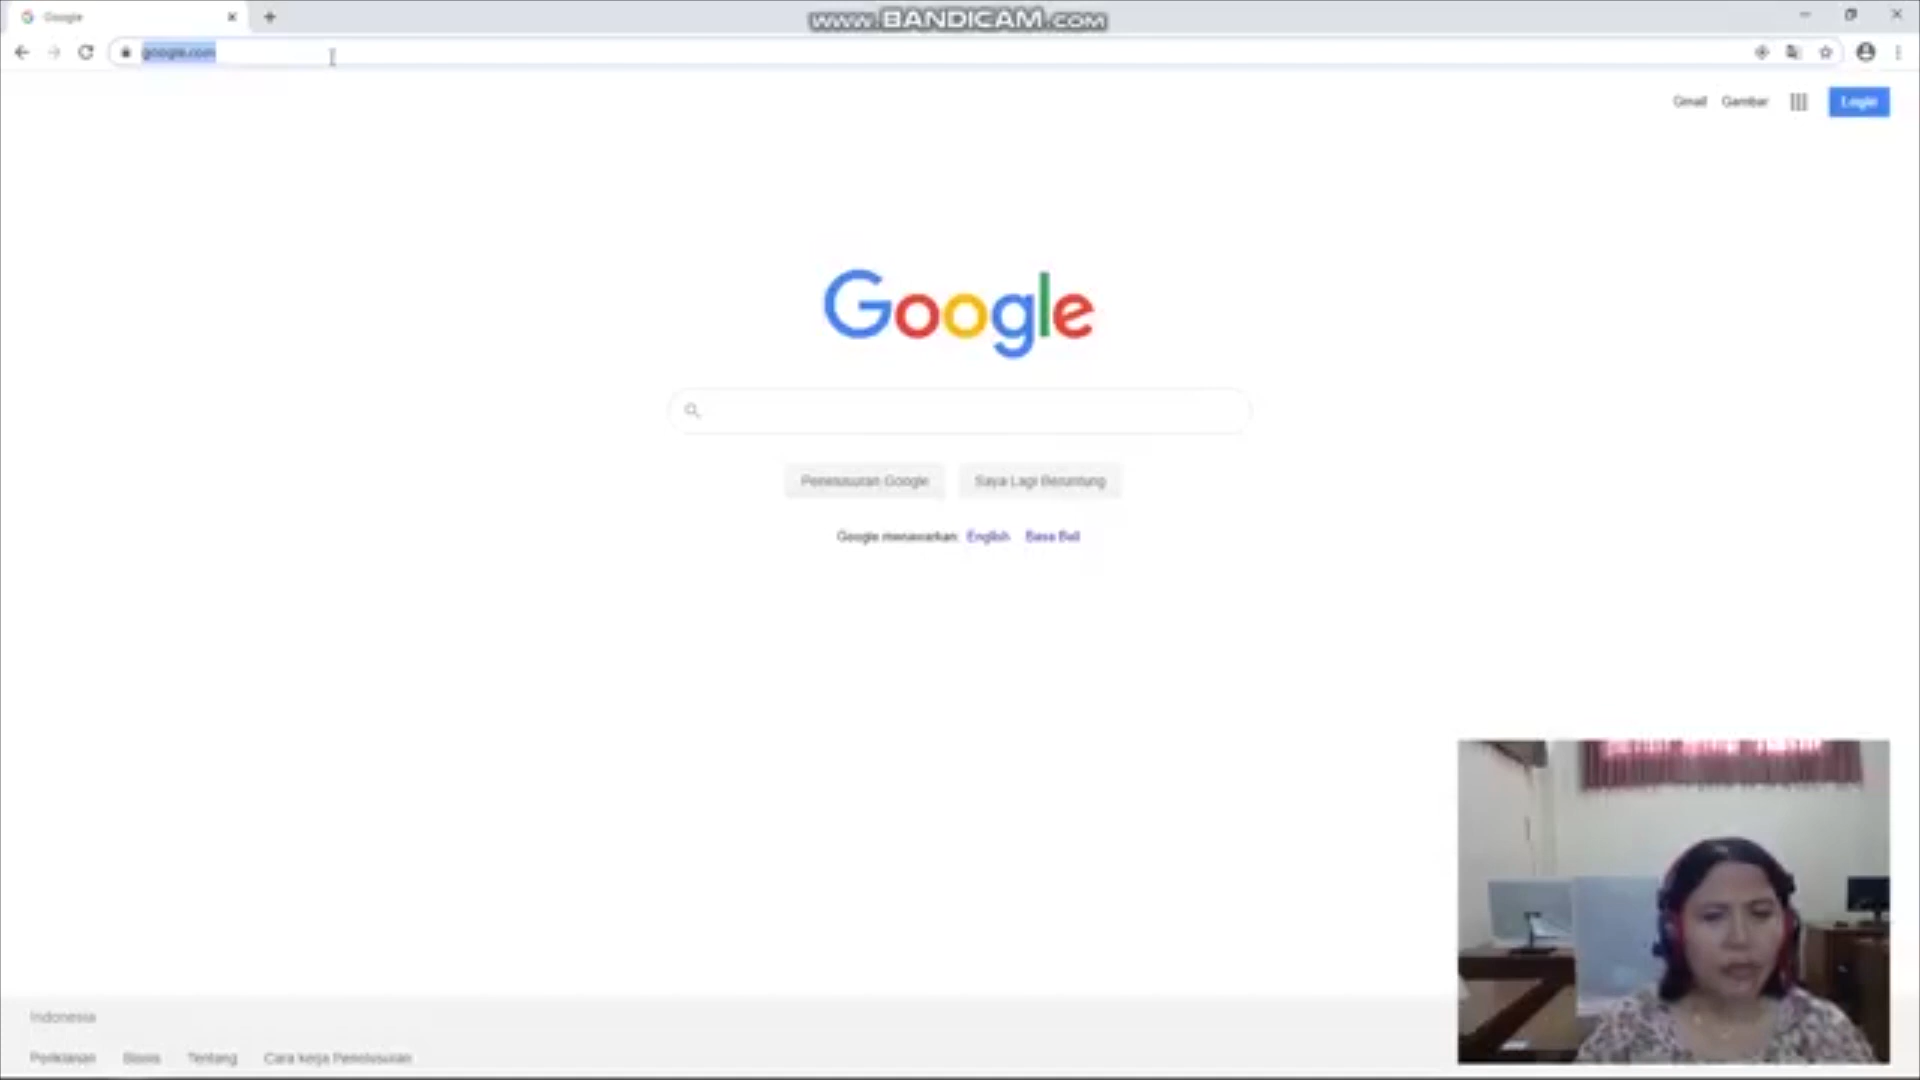 Google
www.BANDICAM.com
google.com
Gmail Gambar Login
Google
Penelusuran Google Saya Lagi Beruntung
Google menawarkan: English Basa Bali
Indonesia
Periklanan Bisnis Tentang Cara kerja Penelusuran